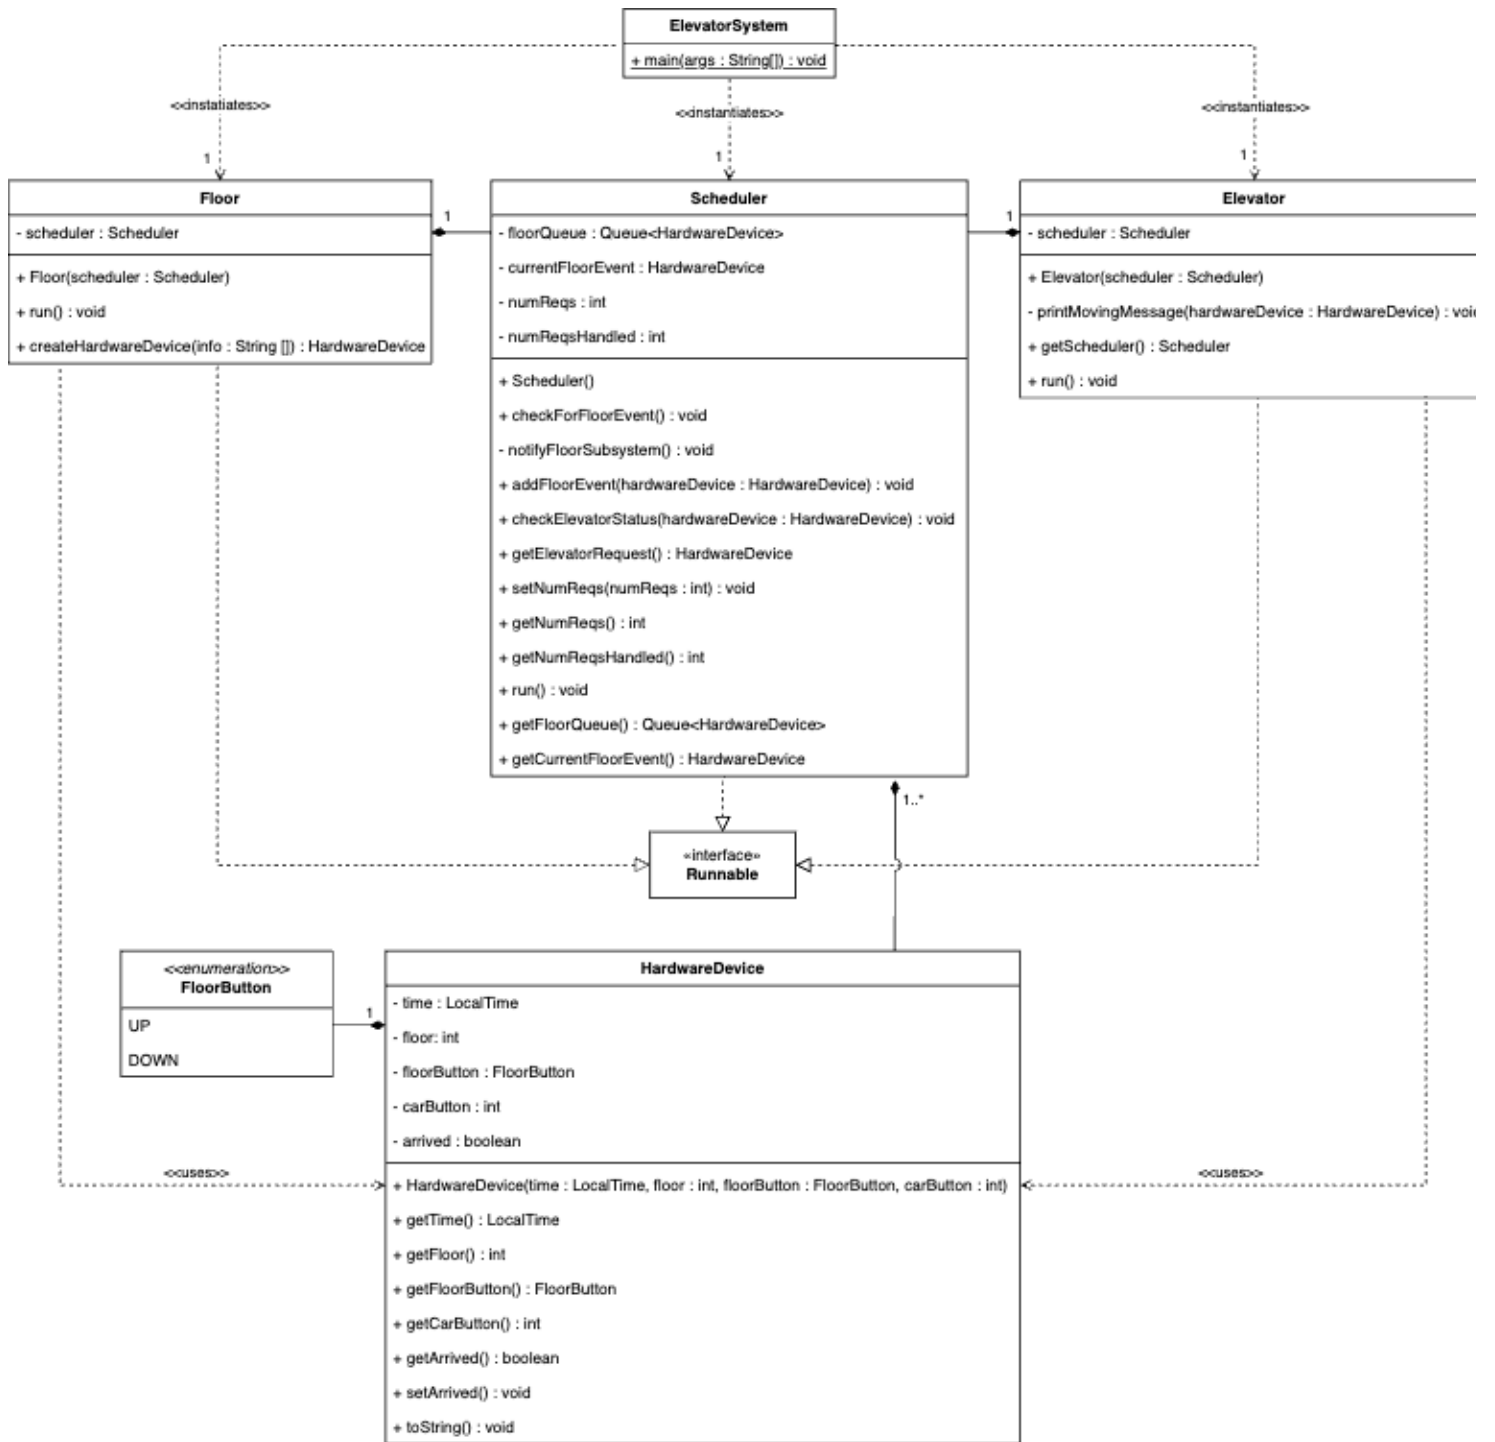 ElevatorSystem
+ main(args : String[]) : void
<<instatiates>>
<<instantiates>>
<<instantiates>>
1
1
1
Floor
- scheduler : Scheduler
+ Floor(scheduler : Scheduler)
+ run() : void
+ createHardwareDevice(info : String []) : HardwareDevice
1
Scheduler
- floorQueue : Queue<HardwareDevice>
- currentFloorEvent : HardwareDevice
- numReqs : int
- numReqsHandled : int
+ Scheduler()
+ checkForFloorEvent() : void
- notifyFloorSubsystem() : void
+ addFloorEvent(hardwareDevice : HardwareDevice) : void
+ checkElevatorStatus(hardwareDevice : HardwareDevice) : void
+ getElevatorRequest() : HardwareDevice
+ setNumReqs(numReqs : int) : void
+ getNumReqs() : int
+ getNumReqsHandled() : int
+ run() : void
+ getFloorQueue() : Queue<HardwareDevice>
+ getCurrentFloorEvent() : HardwareDevice
1
Elevator
- scheduler : Scheduler
+ Elevator(scheduler : Scheduler)
- printMovingMessage(hardwareDevice : HardwareDevice) : voi
+ getScheduler() : Scheduler
+ run() : void
1..*
«interface»
Runnable
<<enumeration>>
FloorButton
UP
DOWN
1
HardwareDevice
- time : LocalTime
- floor: int
- floorButton : FloorButton
- carButton : int
- arrived : boolean
<<uses>>
<<uses>>
+ HardwareDevice(time : LocalTime, floor : int, floorButton : FloorButton, carButton : int)
+ getTime() : LocalTime
+ getFloor() : int
+ getFloorButton() : FloorButton
+ getCarButton() : int
+ getArrived() : boolean
+ setArrived() : void
+ toString() : void